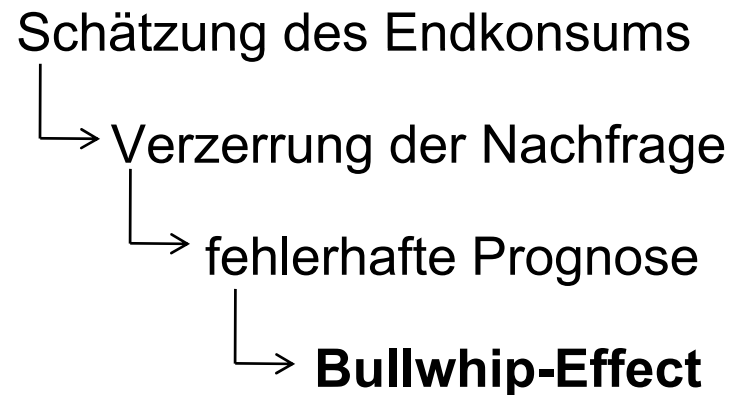 Schätzung des Endkonsums
Verzerrung der Nachfrage
fehlerhafte Prognose
Bullwhip-Effect